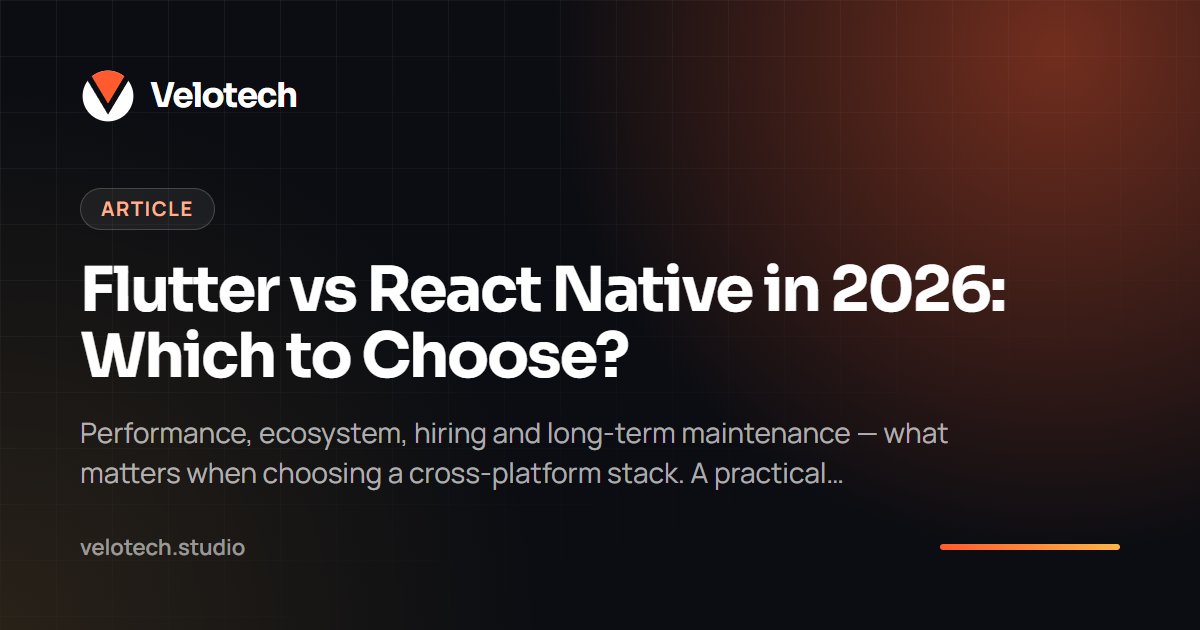 Velotech
ARTICLE
Flutter vs React Native in 2026:
Which to Choose?
Performance, ecosystem, hiring and long-term maintenance — what
matters when choosing a cross-platform stack. A practical…
velotech.studio